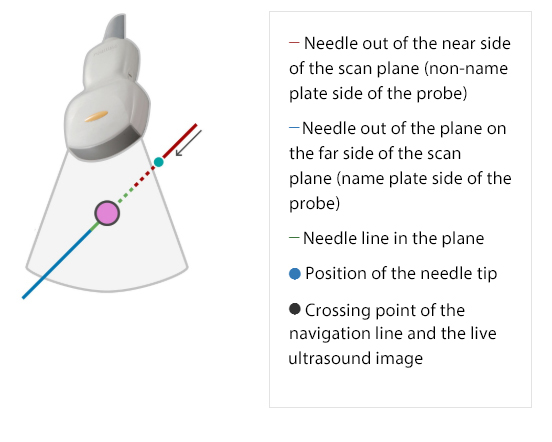 – Needle out of the near side
of the scan plane (non-name
plate side of the probe)
–Needle out of the plane on
the far side of the scan
plane (name plate side of the
probe)
– Needle line in the plane
● Position of the needle tip
● Crossing point of the
navigation line and the live
ultrasound image